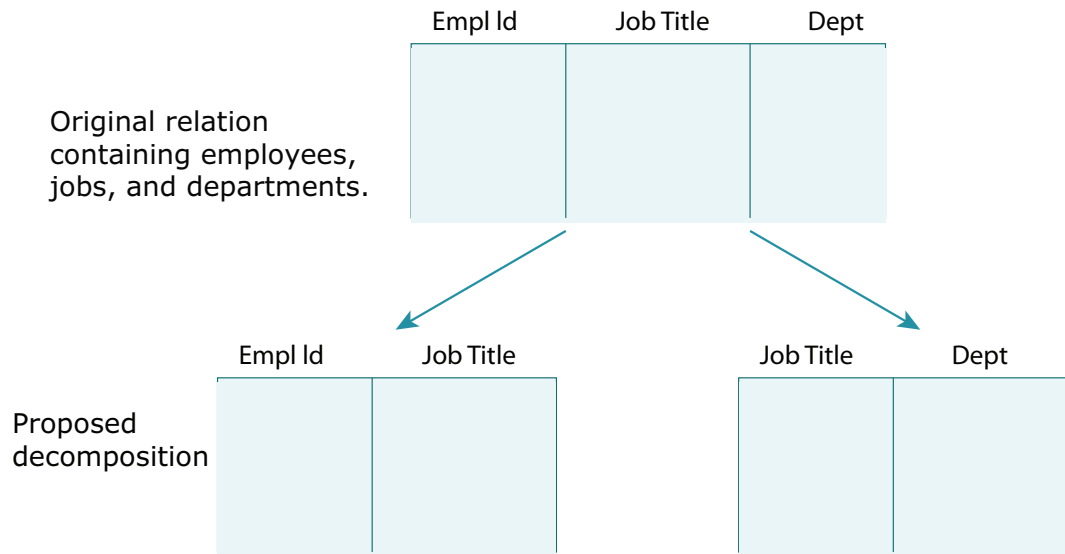 Empl Id Job Title Dept
Original relation
containing employees,
jobs, and departments.
Empl Id Job Title Job Title Dept
Proposed
decomposition